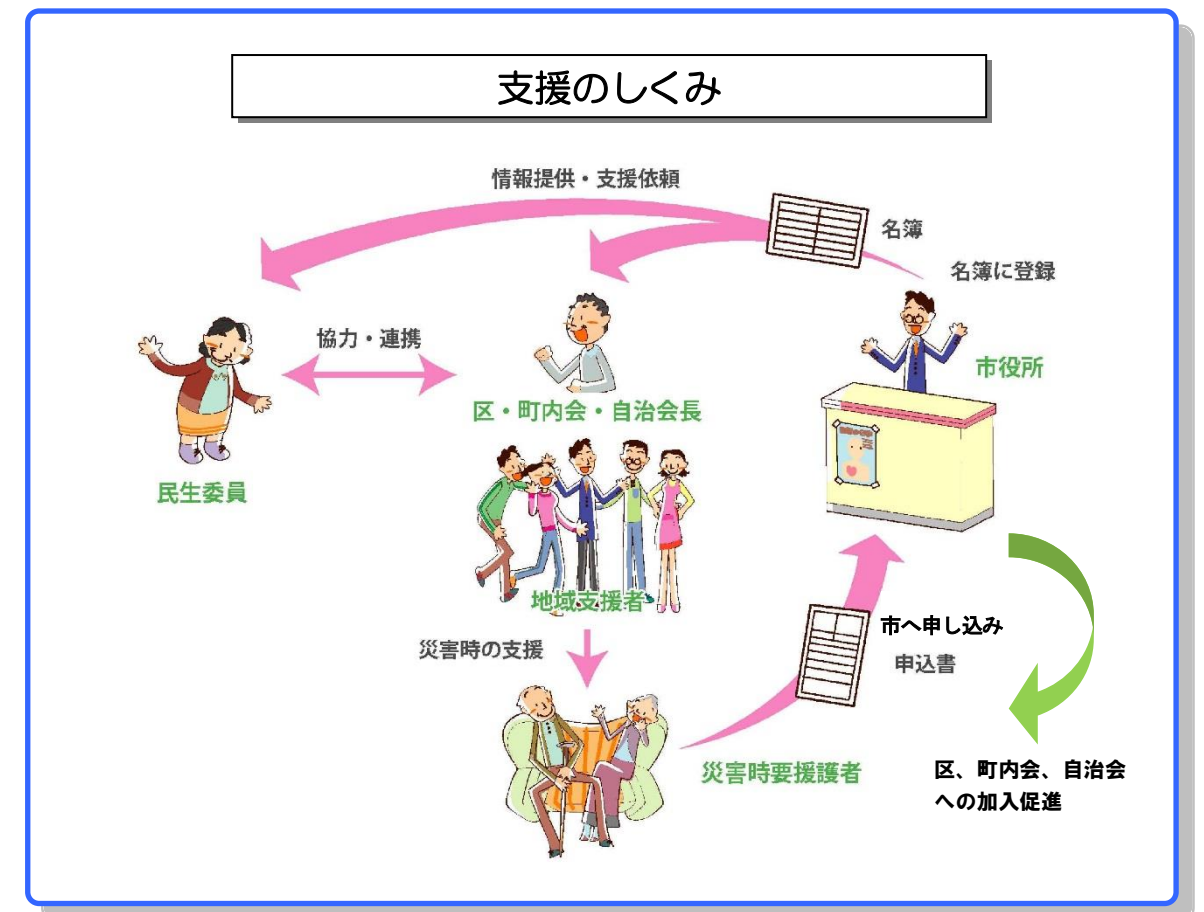 支援のしくみ
情報提供・支援依頼
名簿
名簿に登録
協力・連携
市役所
区・町内会・自治会長
民生委員
地域支援者
市へ申し込み
災害時の支援
申込書
災害時要援護者
区、町内会、自治会
への加入促進